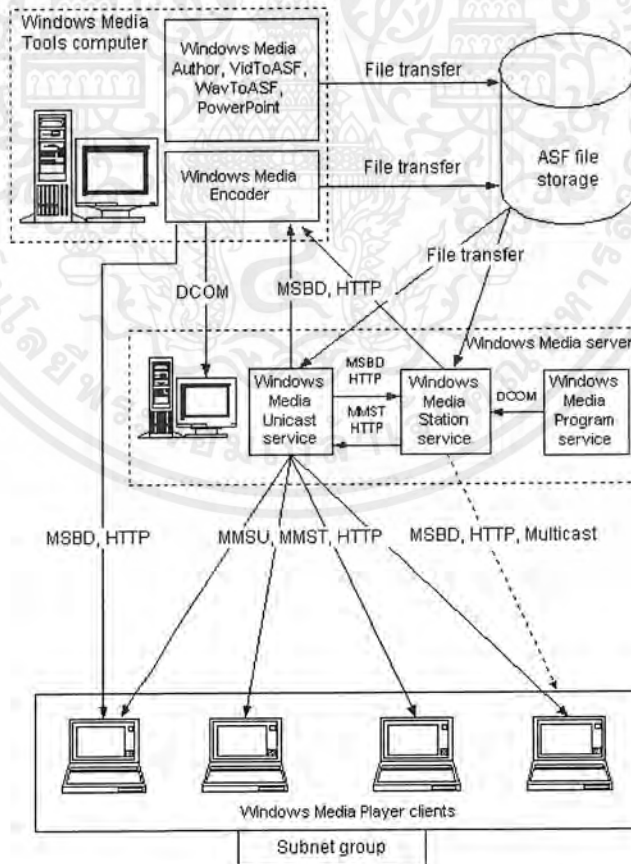 Windows Media
Tools computer
Windows Media
Author, VidToASF,
WavToASF,
PowerPoint
File transfer
Windows Media
Encoder
File transfer
ASF file
storage
File transfer
DCOM
MSBD, HTTP
Windows Media server
Windows
Media
Unicast
service
MSBD
HTTP
MMST
HTTP
Windows
Media
Station
service
DCOM
Windows
Media
Program
service
MSBD, HTTP
MMSU, MMST, HTTP
MSBD, HTTP, Multicast
Windows Media Player clients
Subnet group